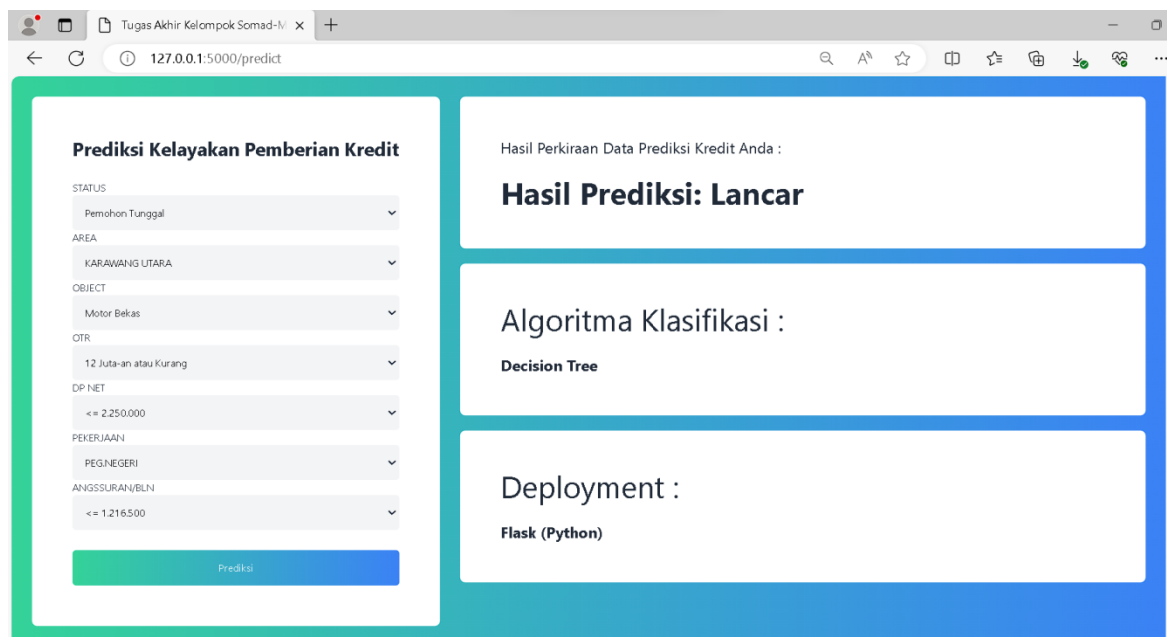 Tugas Akhir Kelompok Somad-M
127.0.0.1:5000/predict
Prediksi Kelayakan Pemberian Kredit
STATUS
Pemohon Tunggal
AREA
KARAWANG UTARA
OBJECT
Motor Bekas
OTR
12 Juta-an atau Kurang
DP NET
<= 2.250.000
PEKERJAAN
PEG.NEGERI
ANGSSURAN/BLN
<= 1.216.500
Prediksi
Hasil Perkiraan Data Prediksi Kredit Anda :
Hasil Prediksi: Lancar
Algoritma Klasifikasi :
Decision Tree
Deployment :
Flask (Python)